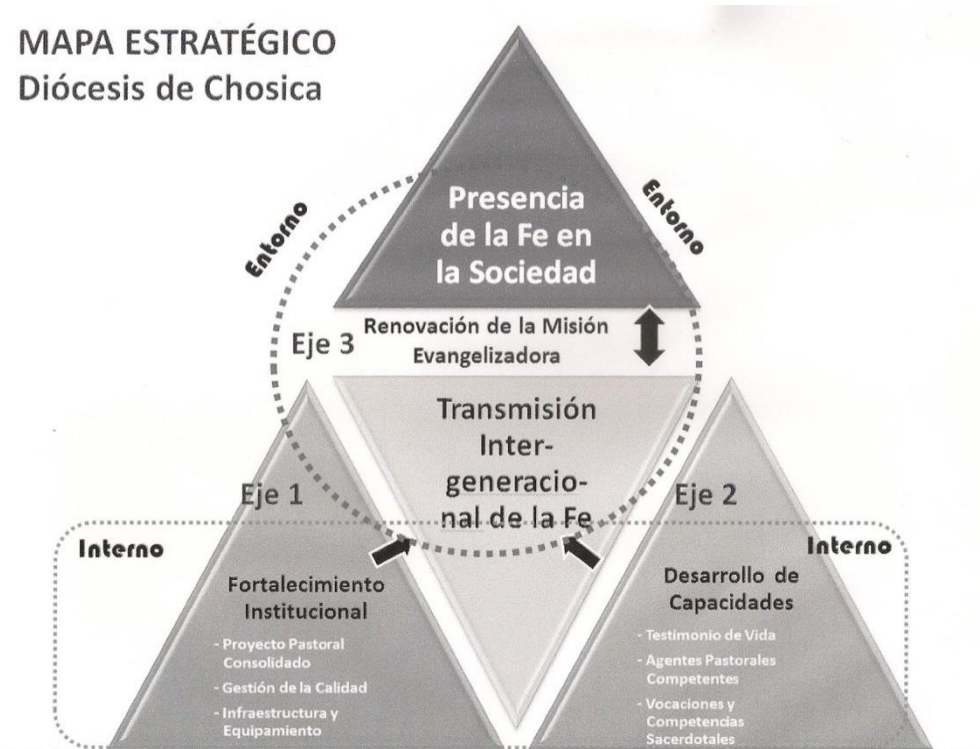 MAPA ESTRATÉGICO
Diócesis de Chosica
Entorno
Entorno
Presencia
de la Fe en
la Sociedad
Eje 3
Renovación de la Misión
Evangelizadora
Transmisión
Inter-
generacio-
nal de la Fe
Eje 1
Eje 2
Interno
Interno
Fortalecimiento
Institucional
- Proyecto Pastoral
Consolidado
- Gestión de la Calidad
- Infraestructura y
Equipamiento
Desarrollo de
Capacidades
- Testimonio de Vida
- Agentes Pastorales
Competentes
- Vocaciones y
Competencias
Sacerdotales